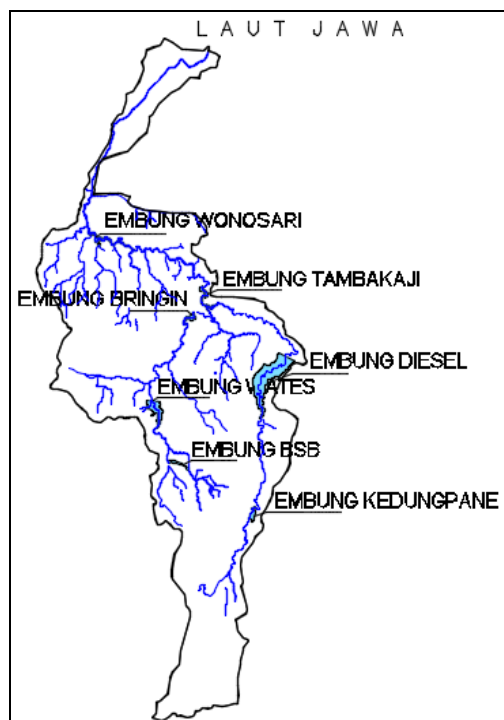 LAUT JAWA
EMBUNG WONOSARI
EMBUNG TAMBAKAJI
EMBUNG BRINGIN
EMBUNG DIESEL
EMBUNG WATES
EMBUNG BSB
EMBUNG KEDUNGPANE